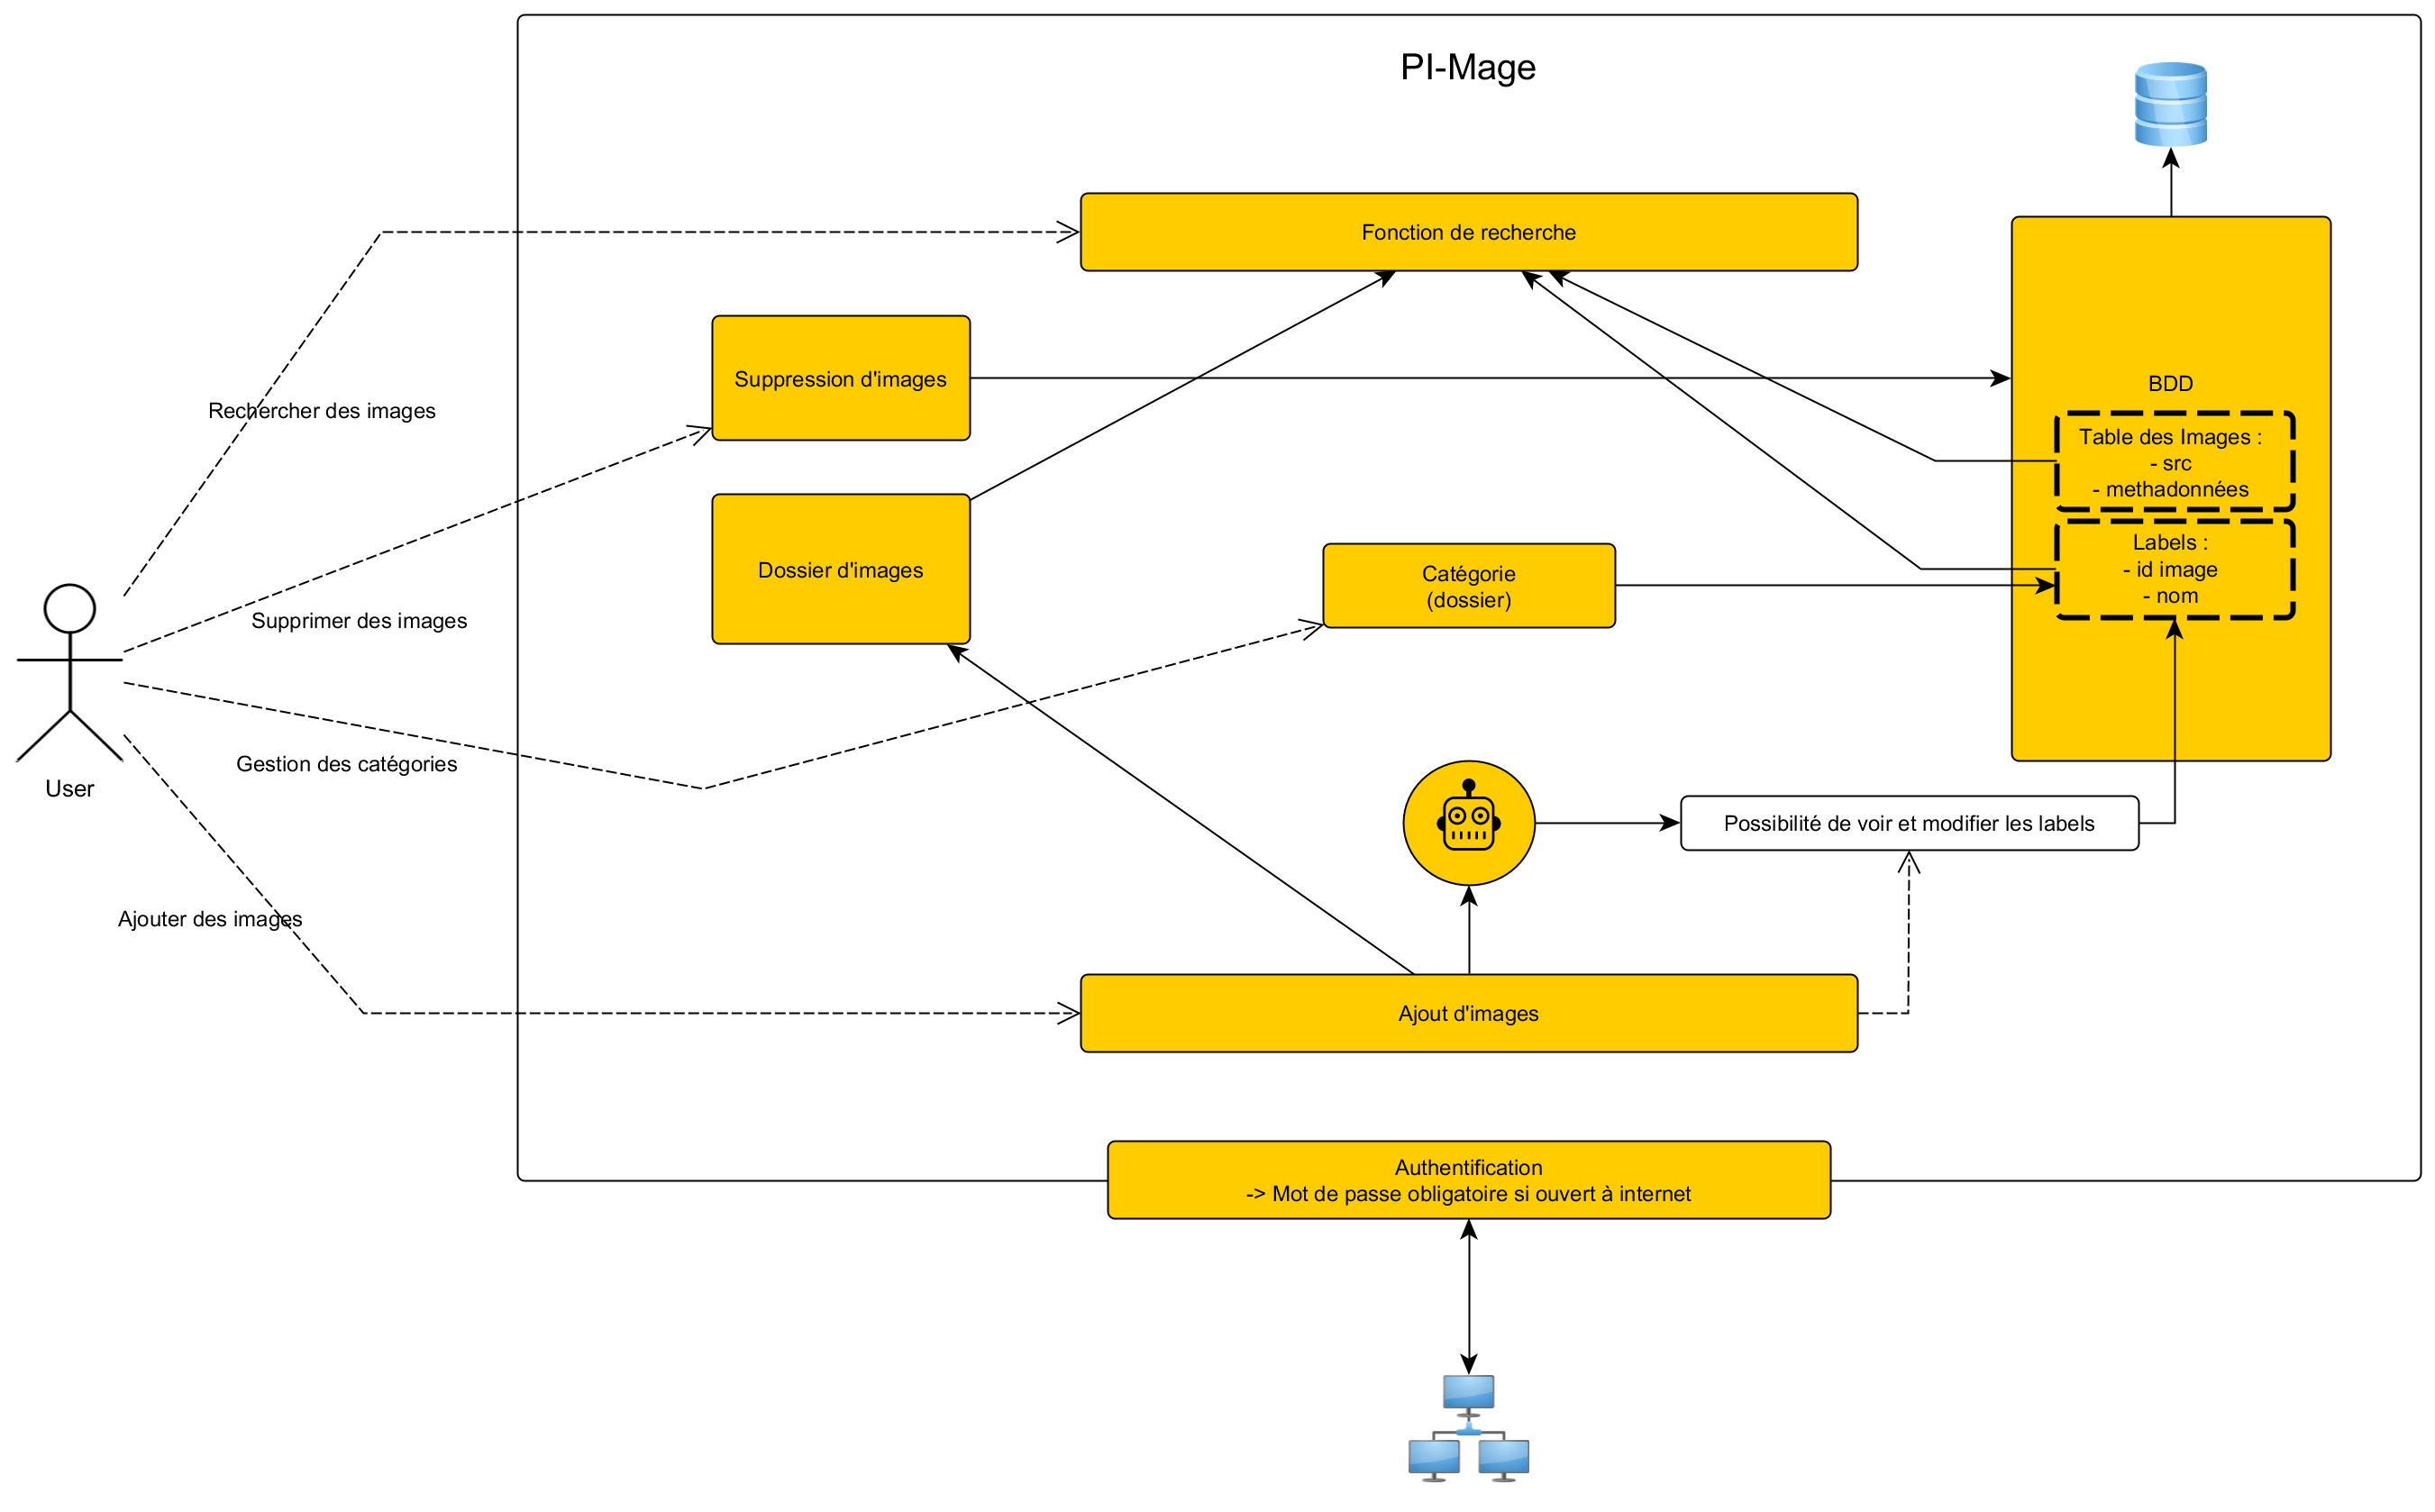 PI-Mage
Fonction de recherche
Suppression d'images
Rechercher des images
BDD
Table des Images :
- src
- methadonnées
Labels :
- id image
- nom
Dossier d'images
Catégorie
(dossier)
Supprimer des images
Gestion des catégories
User
Possibilité de voir et modifier les labels
Ajouter des images
Ajout d'images
Authentification
-> Mot de passe obligatoire si ouvert à internet